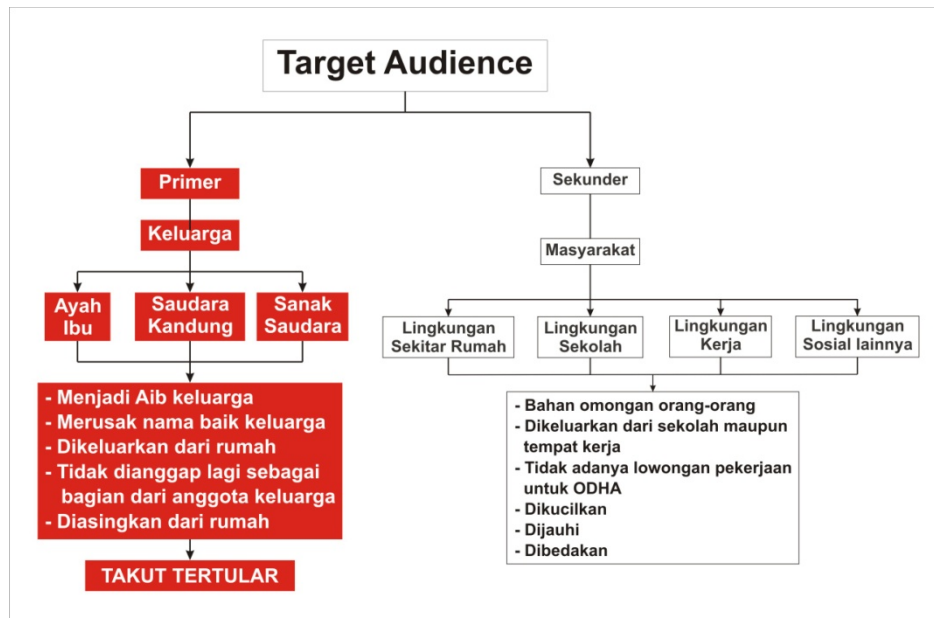 Target Audience
Primer
Keluarga
Ayah
Ibu
Saudara
Kandung
Sanak
Saudara
- Menjadi Aib keluarga
- Merusak nama baik keluarga
- Dikeluarkan dari rumah
- Tidak dianggap lagi sebagai
bagian dari anggota keluarga
- Diasingkan dari rumah
TAKUT TERTULAR
Sekunder
Masyarakat
Lingkungan
Sekitar Rumah
Lingkungan
Sekolah
Lingkungan
Kerja
Lingkungan
Sosial lainnya
- Bahan omongan orang-orang
- Dikeluarkan dari sekolah maupun
tempat kerja
- Tidak adanya lowongan pekerjaan
untuk ODHA
- Dikucilkan
- Dijauhi
- Dibedakan